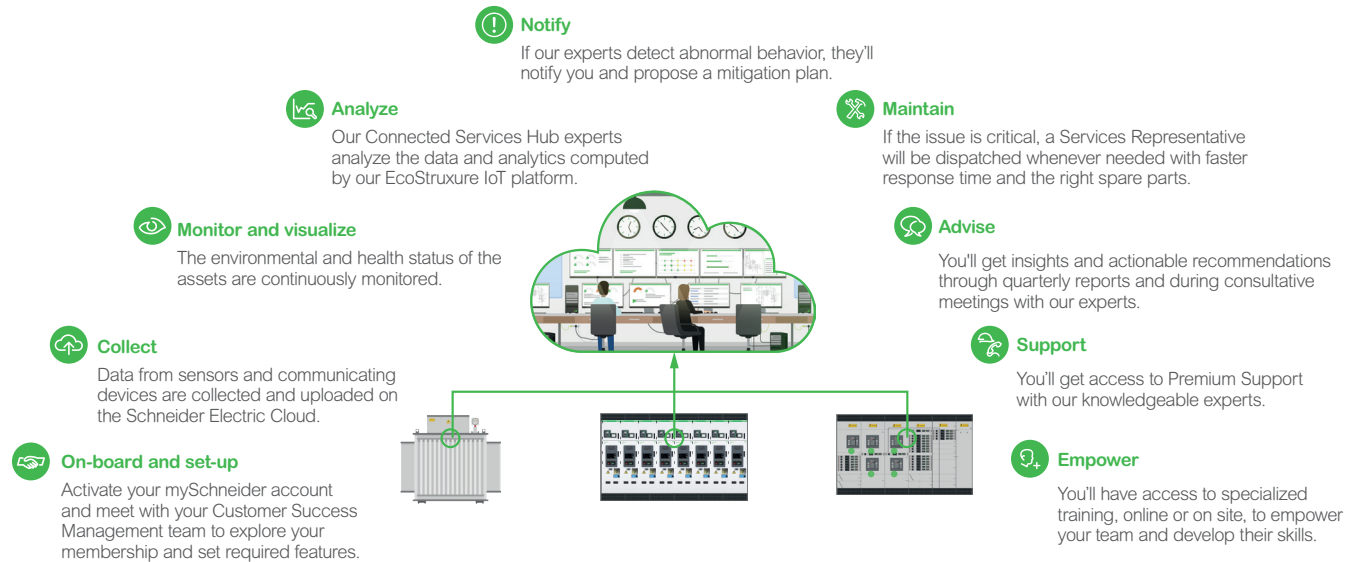 Notify
If our experts detect abnormal behavior, they'll
notify you and propose a mitigation plan.
Analyze
Our Connected Services Hub experts
analyze the data and analytics computed
by our EcoStruxure IoT platform.
Monitor and visualize
The environmental and health status of the
assets are continuously monitored.
Collect
Data from sensors and communicating
devices are collected and uploaded on
the Schneider Electric Cloud.
On-board and set-up
Activate your mySchneider account
and meet with your Customer Success
Management team to explore your
membership and set required features.
Maintain
If the issue is critical, a Services Representative
will be dispatched whenever needed with faster
response time and the right spare parts.
Advise
You'll get insights and actionable recommendations
through quarterly reports and during consultative
meetings with our experts.
Support
You'll get access to Premium Support
with our knowledgeable experts.
Empower
You'll have access to specialized
training, online or on site, to empower
your team and develop their skills.